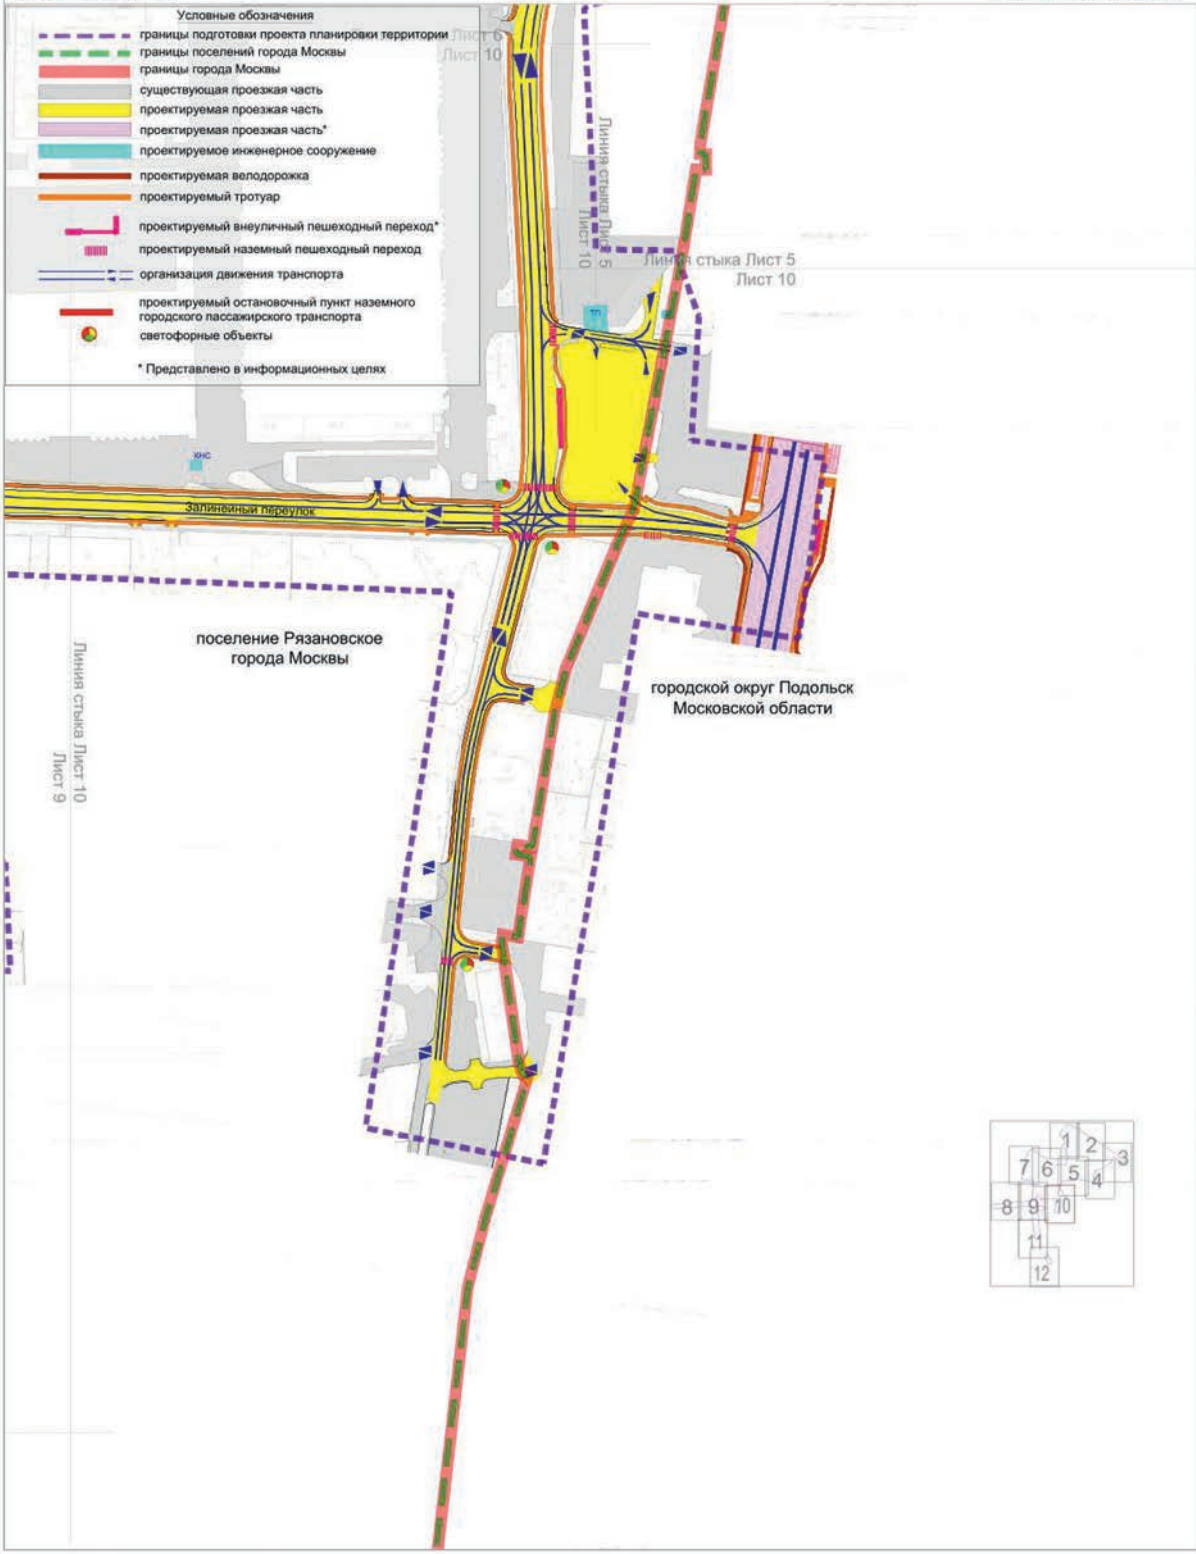 Условные обозначения
границы подготовки проекта планировки территории
границы поселений города Москвы
границы города Москвы
существующая проезжая часть
проектируемая проезжая часть
проектируемая проезжая часть*
проектируемое инженерное сооружение
проектируемая велодорожка
проектируемый тротуар
проектируемый внеуличный пешеходный переход*
проектируемый наземный пешеходный переход
организация движения транспорта
проектируемый остановочный пункт наземного
городского пассажирского транспорта
светофорные объекты
* Представлено в информационных целях
Лист 6
Лист 10
Линия стыка Лист 5
Лист 10
Линия стыка Лист 5
Лист 10
ТП
КНС
Залинейный переулок
поселение Рязановское
города Москвы
городской округ Подольск
Московской области
Линия стыка Лист 10
Лист 9
1
2
3
4
5
6
7
8
9
10
11
12